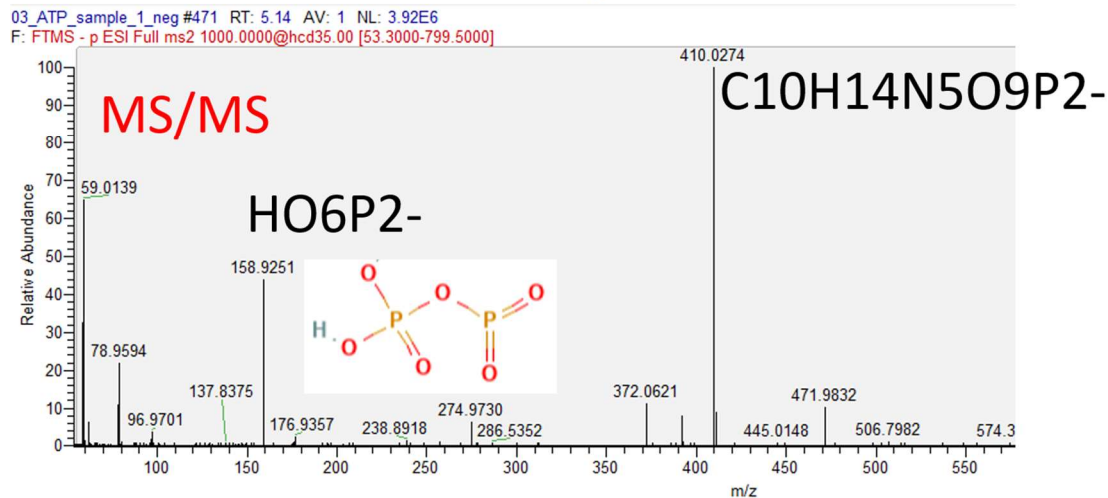 03_ATP_sample_1_neg #471 RT: 5.14 AV: 1 NL: 3.92E6
F: FTMS - p ESI Full ms2 1000.0000@hcd35.00 [53.3000-799.5000]
410.0274
C10H14N5O9P2-
MS/MS
HO6P2-
59.0139
158.9251
78.9594
137.8375
96.9701
176.9357
238.8918
274.9730
286.5352
372.0621
445.0148
471.9832
506.7982
574.3
O
O
O
O
P
P
H
O
O
O
Relative Abundance
100
90
80
70
60
50
40
30
20
10
0
100
150
200
250
300
350
400
450
500
550
m/z